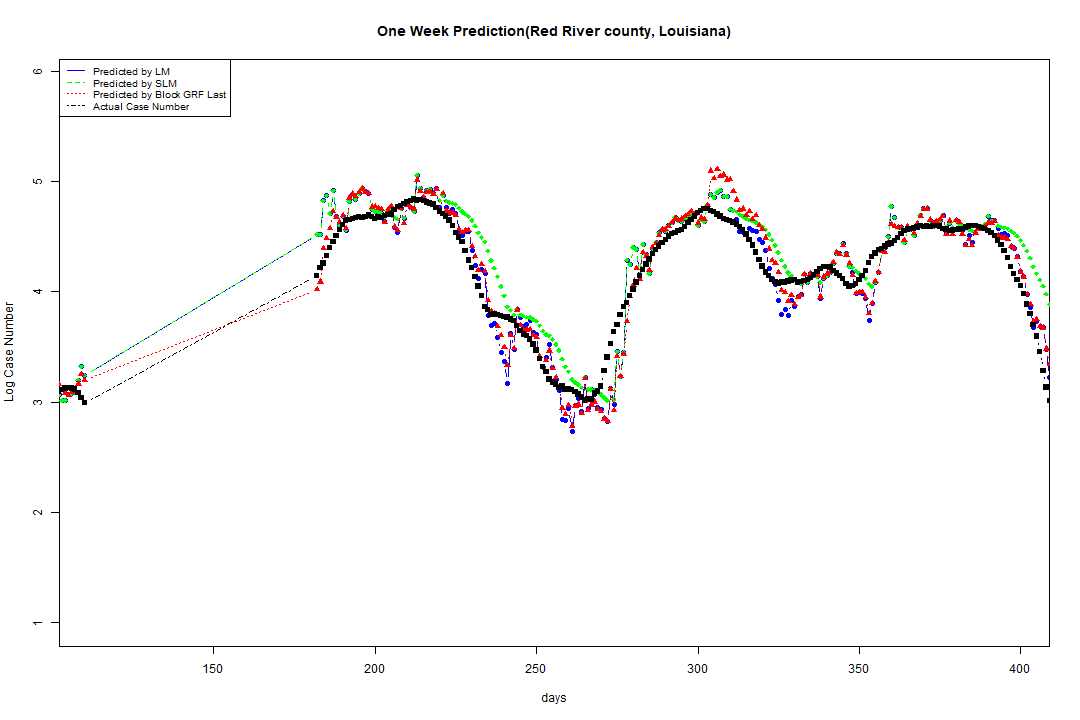 One Week Prediction(Red River county, Louisiana)
Predicted by LM
Predicted by SLM
Predicted by Block GRF Last
Actual Case Number
Log Case Number
6
5
4
3
2
1
150 200 250 300 350 400
days